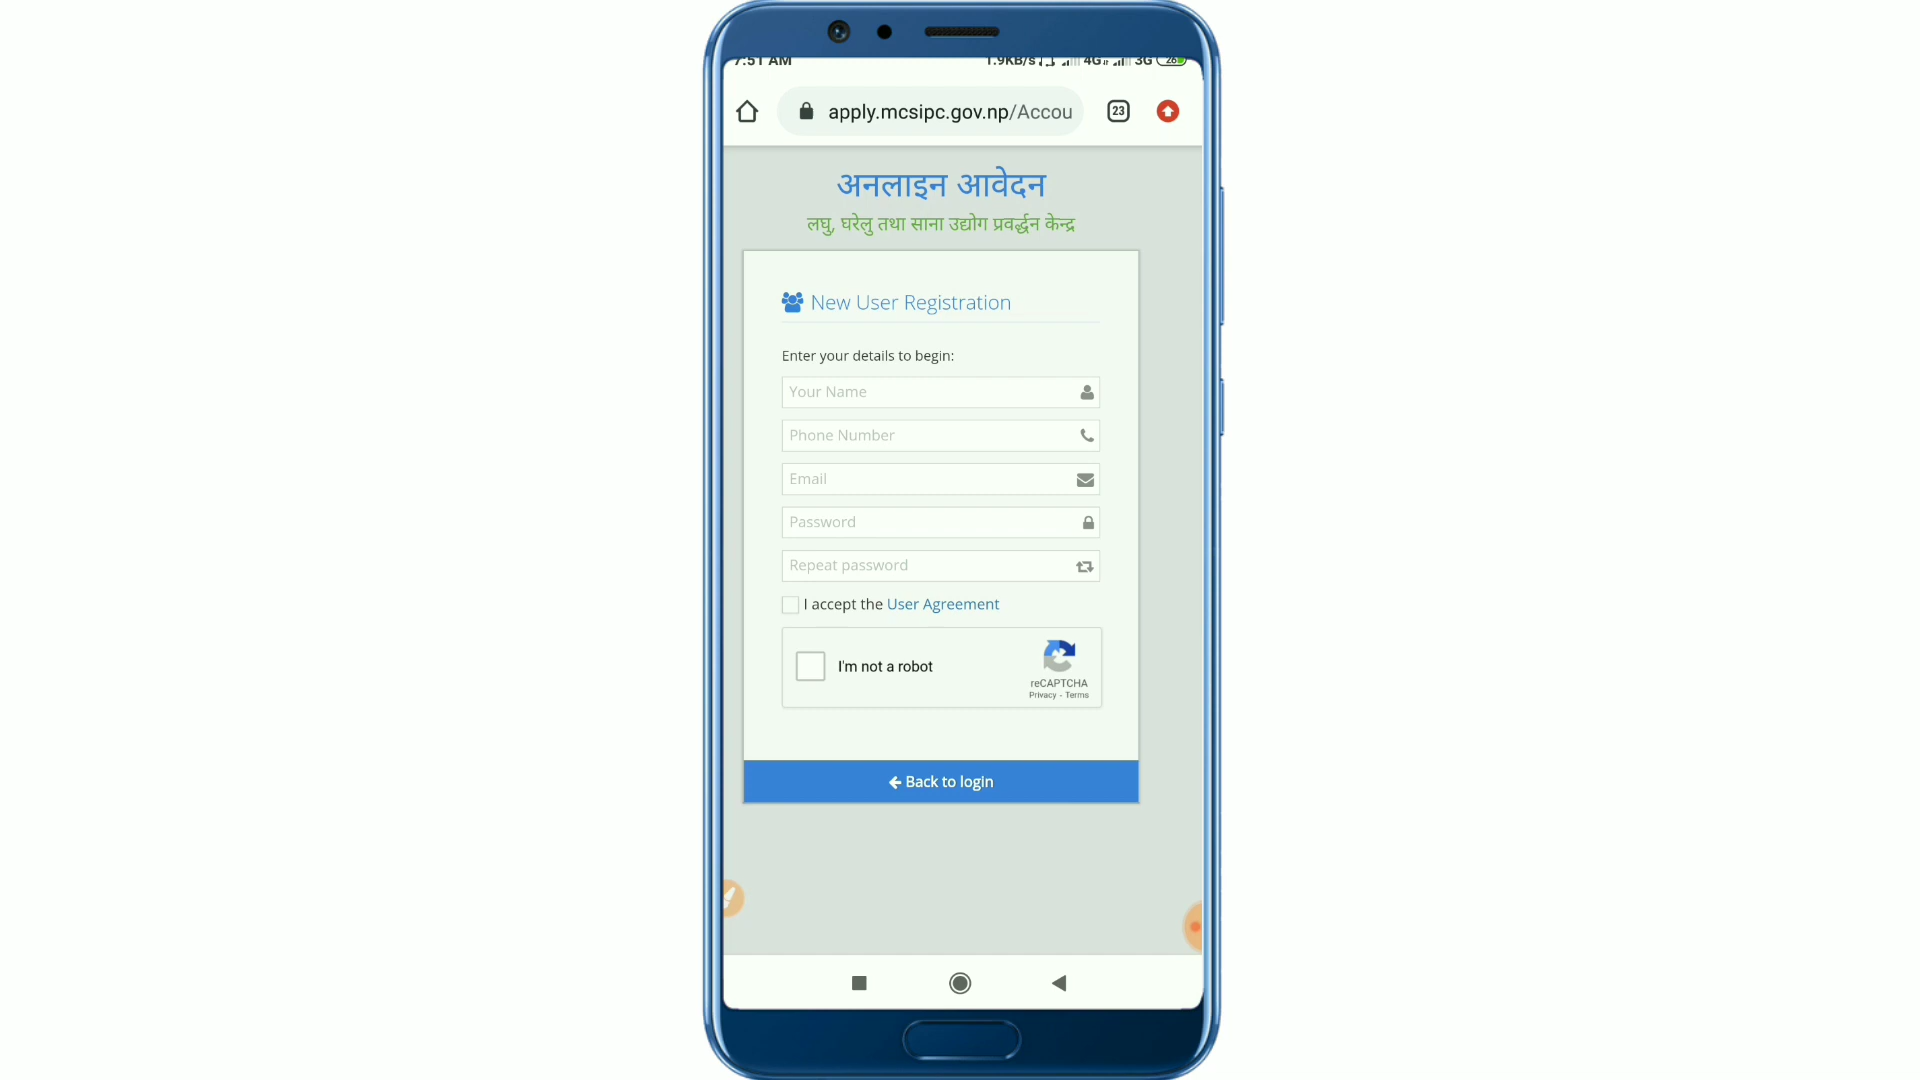 7:51 AM 1.9KB/s 4G 3G 26
apply.mcsipc.gov.np/Accou 23
अनलाइन आवेदन
लघु, घरेलु तथा साना उद्योग प्रवर्द्धन केन्द्र
New User Registration
Enter your details to begin:
Your Name
Phone Number
Email
Password
Repeat password
I accept the User Agreement
I'm not a robot
reCAPTCHA
Privacy - Terms
Back to login